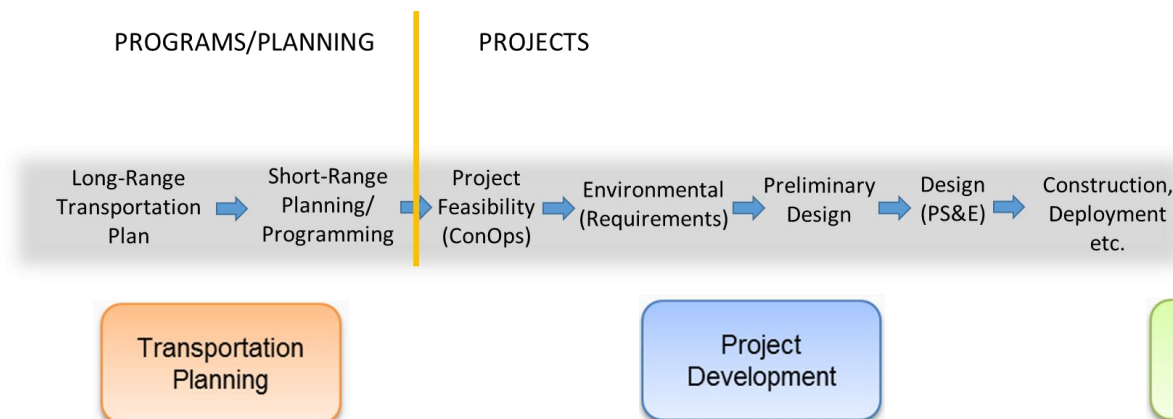 PROGRAMS/PLANNING
PROJECTS
Long-Range
Transportation
Plan
Short-Range
Planning/
Programming
Project
Feasibility
(ConOps)
Environmental
(Requirements)
Preliminary
Design
Design
(PS&E)
Construction,
Deployment
etc.
Transportation
Planning
Project
Development